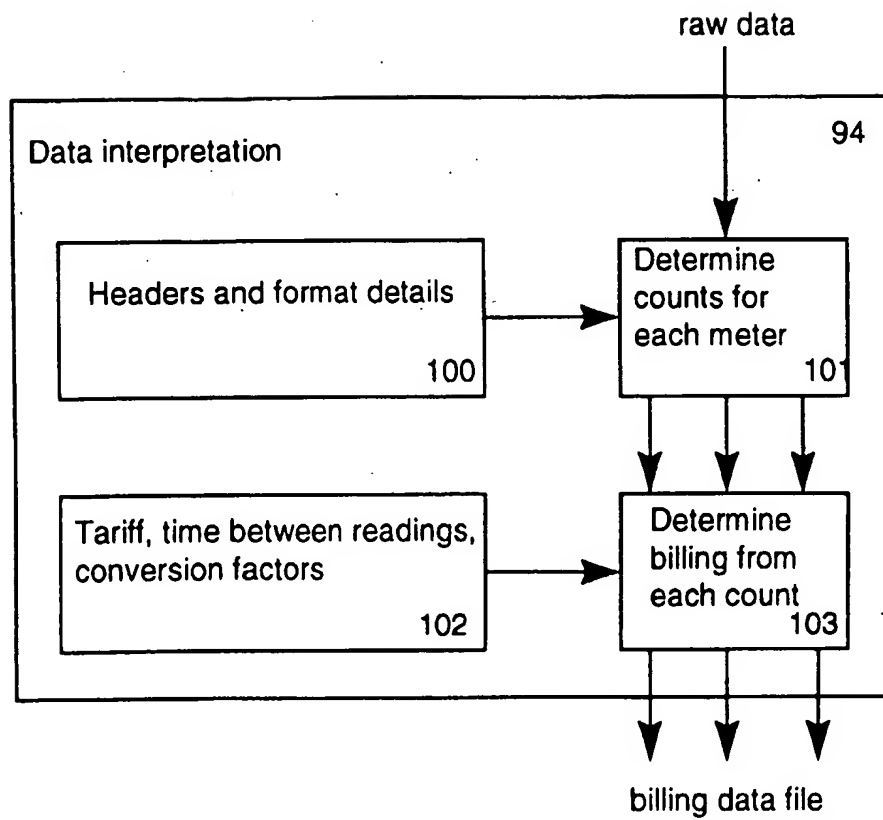 raw data
Data interpretation
94
Headers and format details
100
Determine
counts for
each meter
101
Tariff, time between readings,
conversion factors
102
Determine
billing from
each count
103
billing data file